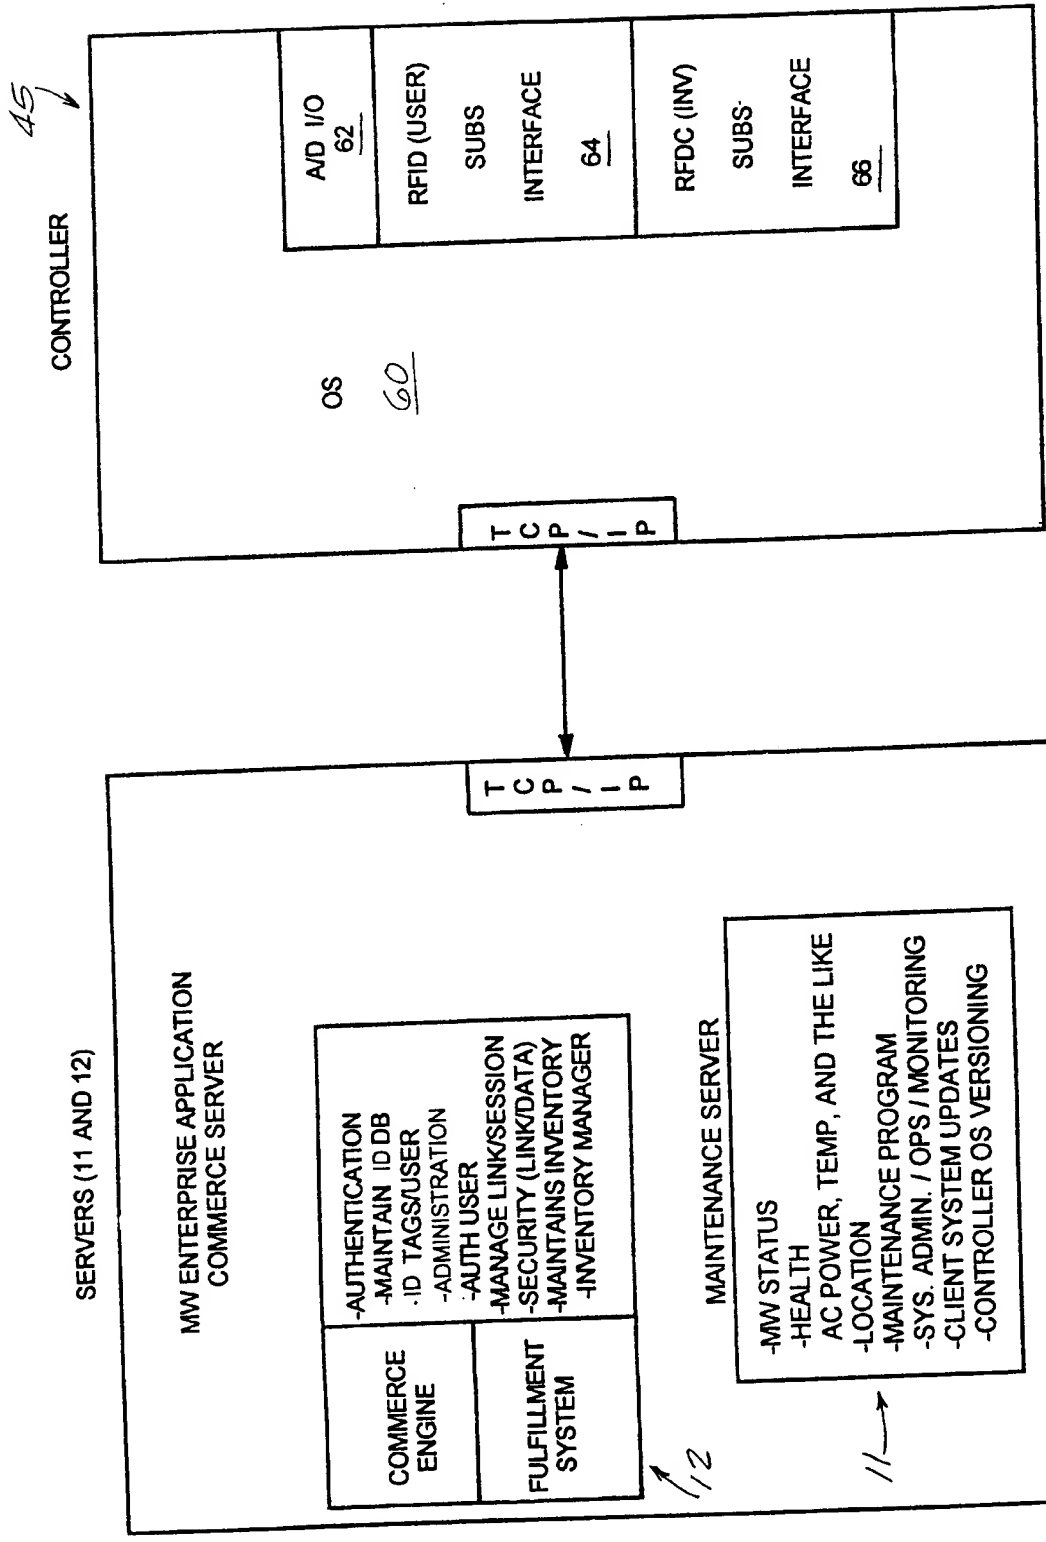 SERVERS (11 AND 12)
MW ENTERPRISE APPLICATION
COMMERCE SERVER
COMMERCE
ENGINE
FULFILLMENT
SYSTEM
-AUTHENTICATION
-MAINTAIN ID DB
-ID TAGS/USER
-ADMINISTRATION
-AUTH USER
-MANAGE LINK/SESSION
-SECURITY (LINK/DATA)
-MAINTAINS INVENTORY
-INVENTORY MANAGER
12
MAINTENANCE SERVER
-MW STATUS
-HEALTH
AC POWER, TEMP, AND THE LIKE
-LOCATION
-MAINTENANCE PROGRAM
-SYS. ADMIN. / OPS / MONITORING
-CLIENT SYSTEM UPDATES
-CONTROLLER OS VERSIONING
11
TCP/IP
TCP/IP
CONTROLLER
45
OS
60
A/D I/O
62
RFID (USER)
SUBS
INTERFACE
64
RFDC (INV)
SUBS-
INTERFACE
66